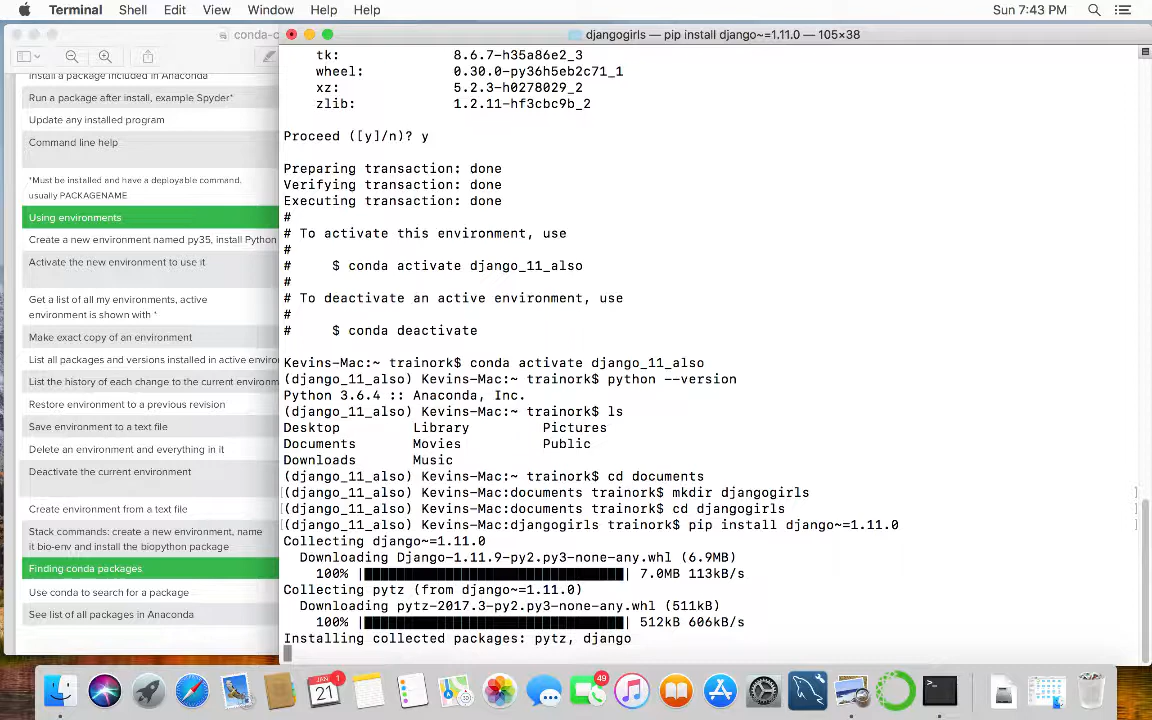 Terminal Shell Edit View Window Help Help Sun 7:43 PM
conda-c
djangogirls — pip install django~=1.11.0 — 105×38
Install a package included in Anaconda
Run a package after install, example Spyder*
Update any installed program
Command line help
*Must be installed and have a deployable command,
usually PACKAGENAME
Using environments
Create a new environment named py35, install Python
Activate the new environment to use it
Get a list of all my environments, active
environment is shown with *
Make exact copy of an environment
List all packages and versions installed in active enviro
List the history of each change to the current environm
Restore environment to a previous revision
Save environment to a text file
Delete an environment and everything in it
Deactivate the current environment
Create environment from a text file
Stack commands: create a new environment, name
it bio-env and install the biopython package
Finding conda packages
Use conda to search for a package
See list of all packages in Anaconda
tk: 8.6.7-h35a86e2_3
wheel: 0.30.0-py36h5eb2c71_1
xz: 5.2.3-h0278029_2
zlib: 1.2.11-hf3cbc9b_2
Proceed ([y]/n)? y
Preparing transaction: done
Verifying transaction: done
Executing transaction: done
#
# To activate this environment, use
#
# $ conda activate django_11_also
#
# To deactivate an active environment, use
#
# $ conda deactivate
Kevins-Mac:~ trainork$ conda activate django_11_also
(django_11_also) Kevins-Mac:~ trainork$ python --version
Python 3.6.4 :: Anaconda, Inc.
(django_11_also) Kevins-Mac:~ trainork$ ls
Desktop Library Pictures
Documents Movies Public
Downloads Music
(django_11_also) Kevins-Mac:~ trainork$ cd documents
[(django_11_also) Kevins-Mac:documents trainork$ mkdir djangogirls ]
[(django_11_also) Kevins-Mac:documents trainork$ cd djangogirls ]
[(django_11_also) Kevins-Mac:djangogirls trainork$ pip install django~=1.11.0 ]
Collecting django~=1.11.0
Downloading Django-1.11.9-py2.py3-none-any.whl (6.9MB)
100% |████████████████████████████████| 7.0MB 113kB/s
Collecting pytz (from django~=1.11.0)
Downloading pytz-2017.3-py2.py3-none-any.whl (511kB)
100% |████████████████████████████████| 512kB 606kB/s
Installing collected packages: pytz, django
JAN 21
1
49